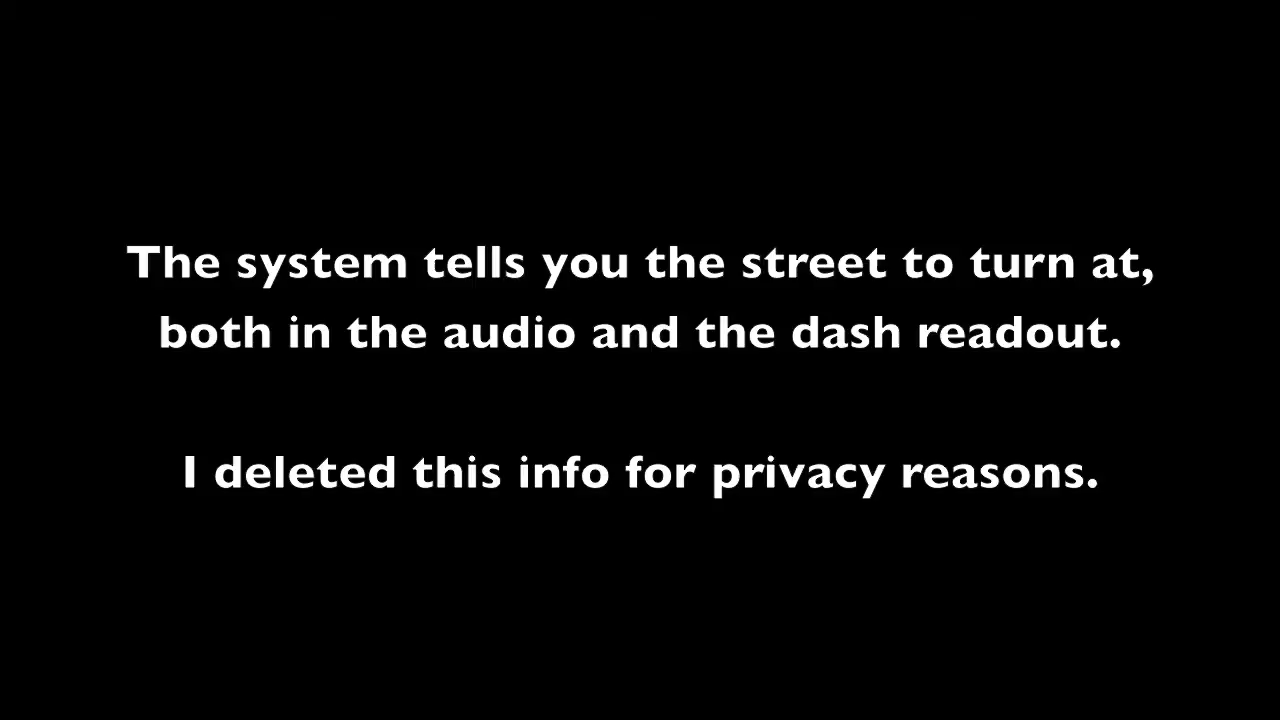 The system tells you the street to turn at,
both in the audio and the dash readout.
I deleted this info for privacy reasons.